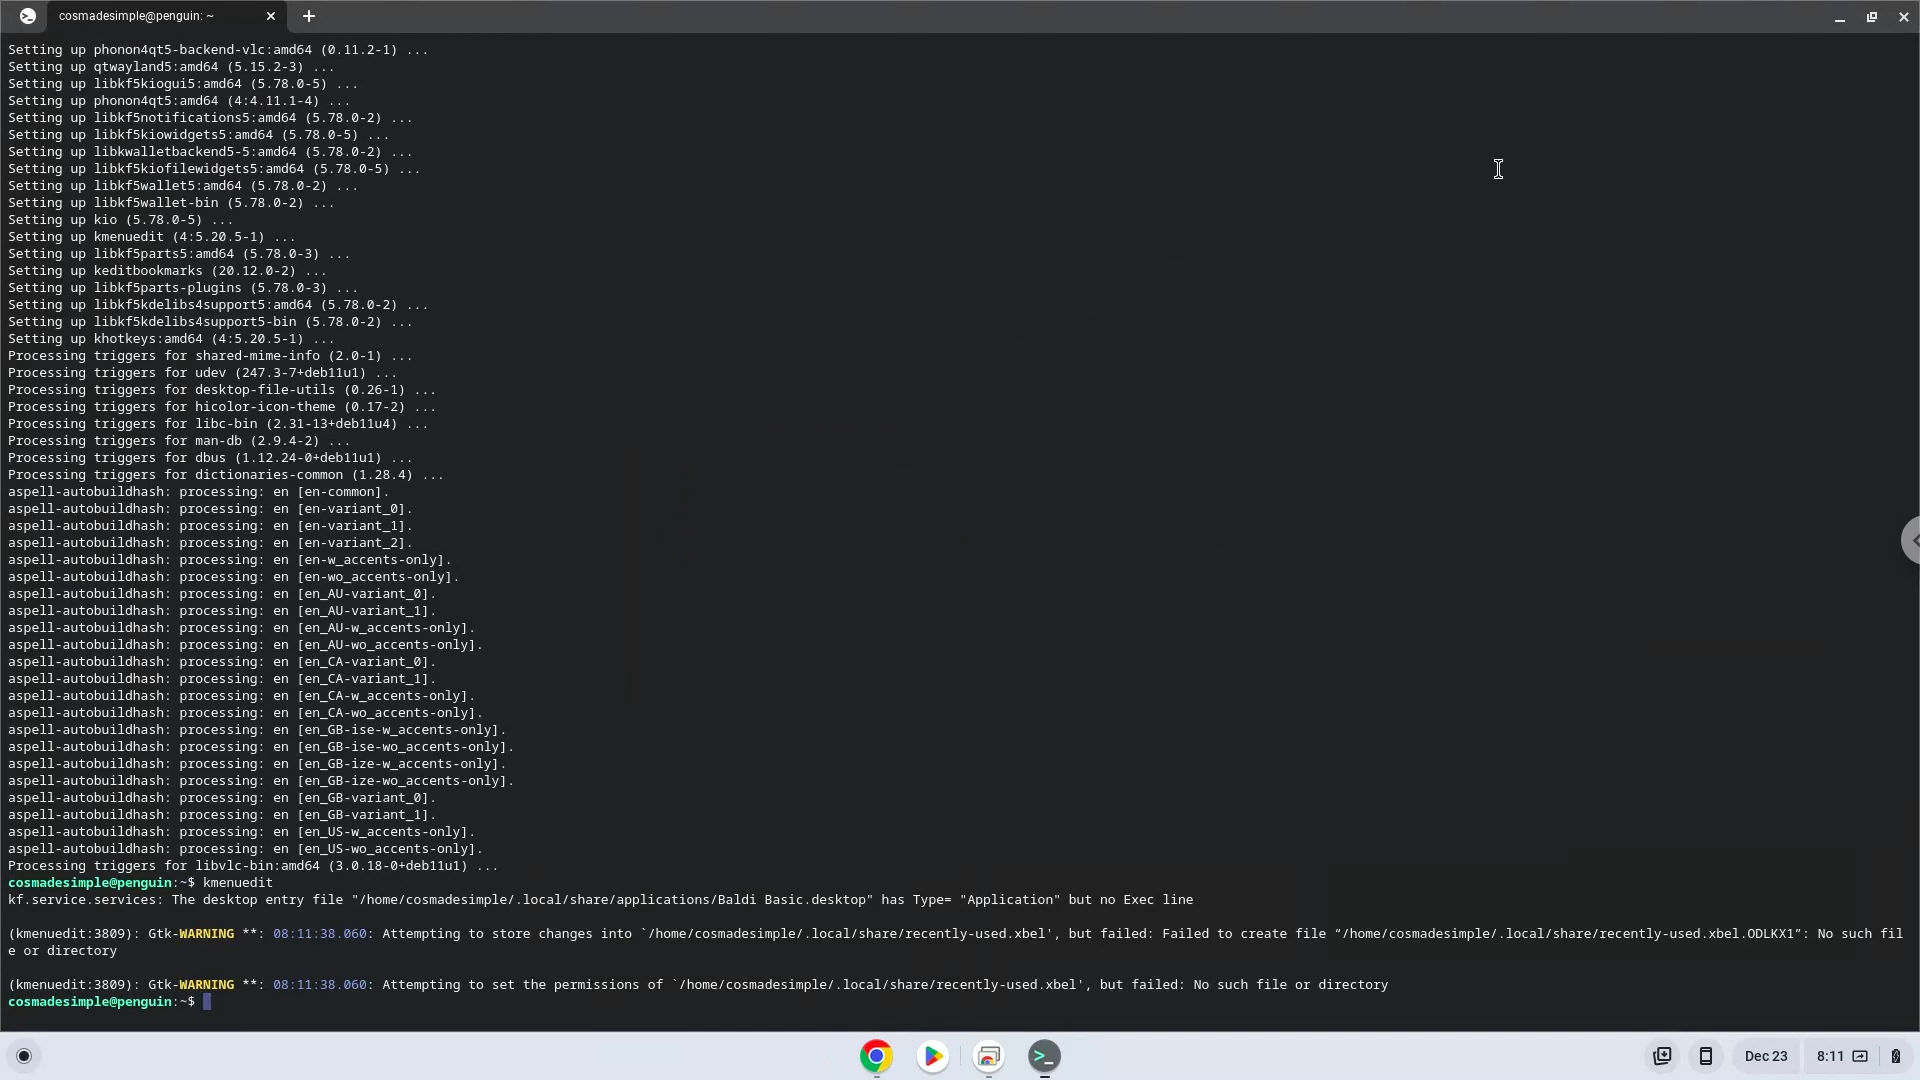 cosmadesimple@penguin: ~
Setting up phonon4qt5-backend-vlc:amd64 (0.11.2-1) ...
Setting up qtwayland5:amd64 (5.15.2-3) ...
Setting up libkf5kiogui5:amd64 (5.78.0-5) ...
Setting up phonon4qt5:amd64 (4:4.11.1-4) ...
Setting up libkf5notifications5:amd64 (5.78.0-2) ...
Setting up libkf5kiowidgets5:amd64 (5.78.0-5) ...
Setting up libkwalletbackend5-5:amd64 (5.78.0-2) ...
Setting up libkf5kiofilewidgets5:amd64 (5.78.0-5) ...
Setting up libkf5wallet5:amd64 (5.78.0-2) ...
Setting up libkf5wallet-bin (5.78.0-2) ...
Setting up kio (5.78.0-5) ...
Setting up kmenuedit (4:5.20.5-1) ...
Setting up libkf5parts5:amd64 (5.78.0-3) ...
Setting up keditbookmarks (20.12.0-2) ...
Setting up libkf5parts-plugins (5.78.0-3) ...
Setting up libkf5kdelibs4support5:amd64 (5.78.0-2) ...
Setting up libkf5kdelibs4support5-bin (5.78.0-2) ...
Setting up khotkeys:amd64 (4:5.20.5-1) ...
Processing triggers for shared-mime-info (2.0-1) ...
Processing triggers for udev (247.3-7+deb11u1) ...
Processing triggers for desktop-file-utils (0.26-1) ...
Processing triggers for hicolor-icon-theme (0.17-2) ...
Processing triggers for libc-bin (2.31-13+deb11u4) ...
Processing triggers for man-db (2.9.4-2) ...
Processing triggers for dbus (1.12.24-0+deb11u1) ...
Processing triggers for dictionaries-common (1.28.4) ...
aspell-autobuildhash: processing: en [en-common].
aspell-autobuildhash: processing: en [en-variant_0].
aspell-autobuildhash: processing: en [en-variant_1].
aspell-autobuildhash: processing: en [en-variant_2].
aspell-autobuildhash: processing: en [en-w_accents-only].
aspell-autobuildhash: processing: en [en-wo_accents-only].
aspell-autobuildhash: processing: en [en_AU-variant_0].
aspell-autobuildhash: processing: en [en_AU-variant_1].
aspell-autobuildhash: processing: en [en_AU-w_accents-only].
aspell-autobuildhash: processing: en [en_AU-wo_accents-only].
aspell-autobuildhash: processing: en [en_CA-variant_0].
aspell-autobuildhash: processing: en [en_CA-variant_1].
aspell-autobuildhash: processing: en [en_CA-w_accents-only].
aspell-autobuildhash: processing: en [en_CA-wo_accents-only].
aspell-autobuildhash: processing: en [en_GB-ise-w_accents-only].
aspell-autobuildhash: processing: en [en_GB-ise-wo_accents-only].
aspell-autobuildhash: processing: en [en_GB-ize-w_accents-only].
aspell-autobuildhash: processing: en [en_GB-ize-wo_accents-only].
aspell-autobuildhash: processing: en [en_GB-variant_0].
aspell-autobuildhash: processing: en [en_GB-variant_1].
aspell-autobuildhash: processing: en [en_US-w_accents-only].
aspell-autobuildhash: processing: en [en_US-wo_accents-only].
Processing triggers for libvlc-bin:amd64 (3.0.18-0+deb11u1) ...
cosmadesimple@penguin:~$ kmenuedit
kf.service.services: The desktop entry file "/home/cosmadesimple/.local/share/applications/Baldi Basic.desktop" has Type= "Application" but no Exec line
(kmenuedit:3809): Gtk-WARNING **: 08:11:38.060: Attempting to store changes into `/home/cosmadesimple/.local/share/recently-used.xbel', but failed: Failed to create file “/home/cosmadesimple/.local/share/recently-used.xbel.ODLKX1”: No such fil
e or directory
(kmenuedit:3809): Gtk-WARNING **: 08:11:38.060: Attempting to set the permissions of `/home/cosmadesimple/.local/share/recently-used.xbel', but failed: No such file or directory
cosmadesimple@penguin:~$
Dec 23
8:11